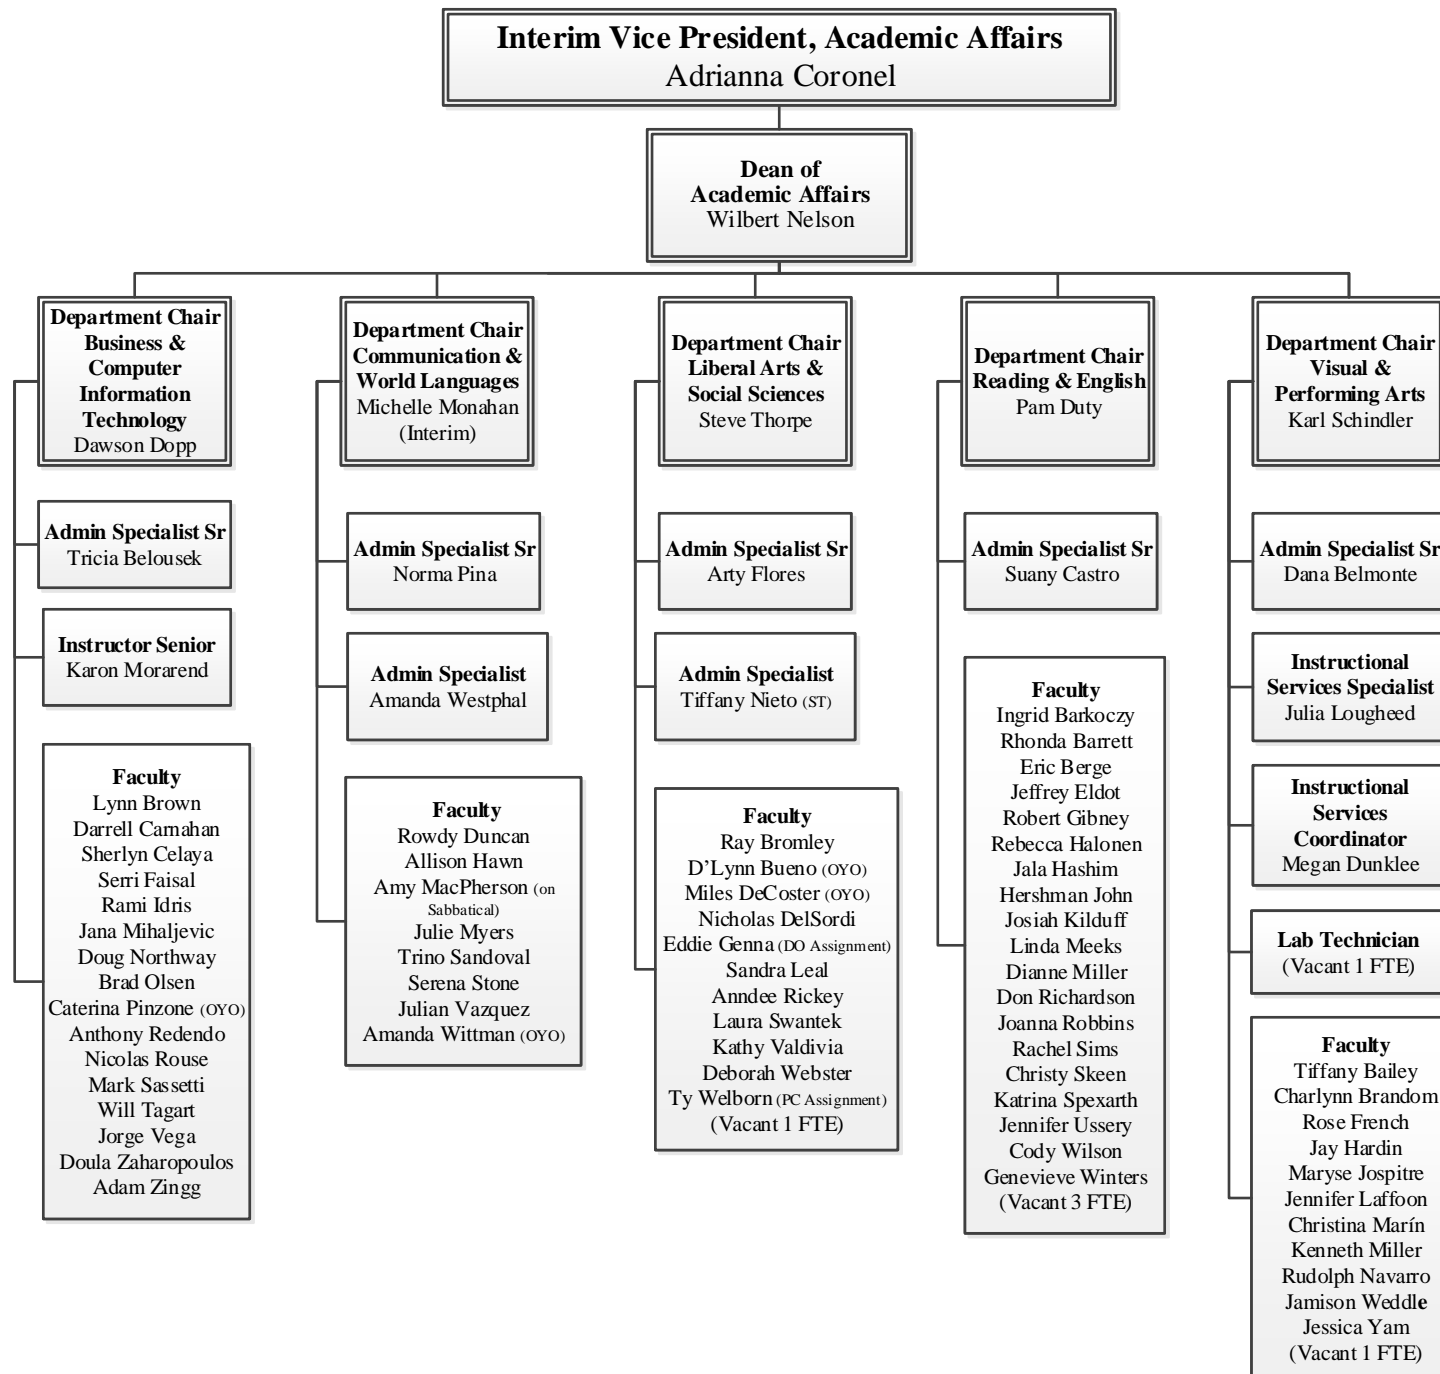 Interim Vice President, Academic Affairs
Adrianna Coronel
Dean of
Academic Affairs
Wilbert Nelson
Department Chair
Business &
Computer
Information
Technology
Dawson Dopp
Admin Specialist Sr
Tricia Belousek
Instructor Senior
Karon Morarend
Faculty
Lynn Brown
Darrell Carnahan
Sherlyn Celaya
Serri Faisal
Rami Idris
Jana Mihaljevic
Doug Northway
Brad Olsen
Caterina Pinzone (OYO)
Anthony Redendo
Nicolas Rouse
Mark Sassetti
Will Tagart
Jorge Vega
Doula Zaharopoulos
Adam Zingg
Department Chair
Communication &
World Languages
Michelle Monahan
(Interim)
Admin Specialist Sr
Norma Pina
Admin Specialist
Amanda Westphal
Faculty
Rowdy Duncan
Allison Hawn
Amy MacPherson (on
Sabbatical)
Julie Myers
Trino Sandoval
Serena Stone
Julian Vazquez
Amanda Wittman (OYO)
Department Chair
Liberal Arts &
Social Sciences
Steve Thorpe
Admin Specialist Sr
Arty Flores
Admin Specialist
Tiffany Nieto (ST)
Faculty
Ray Bromley
D’Lynn Bueno (OYO)
Miles DeCoster (OYO)
Nicholas DelSordi
Eddie Genna (DO Assignment)
Sandra Leal
Anndee Rickey
Laura Swantek
Kathy Valdivia
Deborah Webster
Ty Welborn (PC Assignment)
(Vacant 1 FTE)
Department Chair
Reading & English
Pam Duty
Admin Specialist Sr
Suany Castro
Faculty
Ingrid Barkoczy
Rhonda Barrett
Eric Berge
Jeffrey Eldot
Robert Gibney
Rebecca Halonen
Jala Hashim
Hershman John
Josiah Kilduff
Linda Meeks
Dianne Miller
Don Richardson
Joanna Robbins
Rachel Sims
Christy Skeen
Katrina Spexarth
Jennifer Ussery
Cody Wilson
Genevieve Winters
(Vacant 3 FTE)
Department Chair
Visual &
Performing Arts
Karl Schindler
Admin Specialist Sr
Dana Belmonte
Instructional
Services Specialist
Julia Lougheed
Instructional
Services
Coordinator
Megan Dunklee
Lab Technician
(Vacant 1 FTE)
Faculty
Tiffany Bailey
Charlynn Brandom
Rose French
Jay Hardin
Maryse Jospitre
Jennifer Laffoon
Christina Marín
Kenneth Miller
Rudolph Navarro
Jamison Weddle
Jessica Yam
(Vacant 1 FTE)